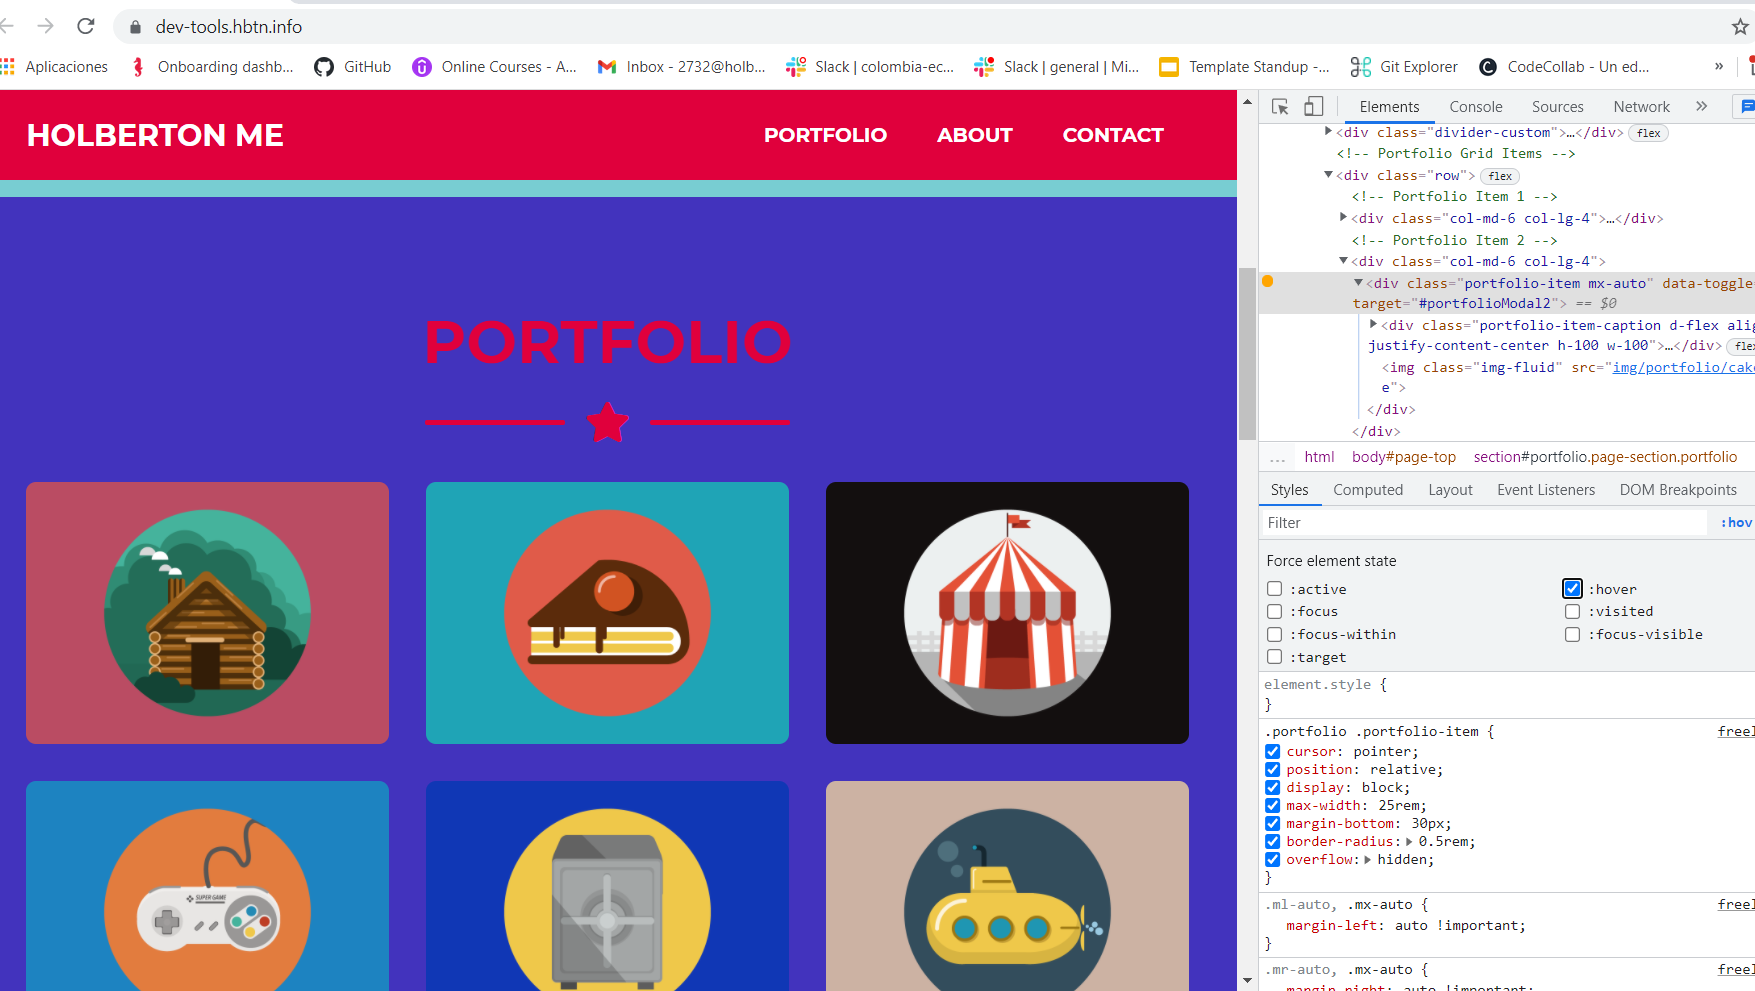 dev-tools.hbtn.info
Aplicaciones Onboarding dashb... GitHub Online Courses - A... Inbox - 2732@holb... Slack | colombia-ec... Slack | general | Mi... Template Standup -... Git Explorer CodeCollab - Un ed... »
HOLBERTON ME PORTFOLIO ABOUT CONTACT
PORTFOLIO
SUPER GAME
Elements Console Sources Network »
<div class="divider-custom">…</div> flex
<!-- Portfolio Grid Items -->
<div class="row"> flex
<!-- Portfolio Item 1 -->
<div class="col-md-6 col-lg-4">…</div>
<!-- Portfolio Item 2 -->
<div class="col-md-6 col-lg-4">
<div class="portfolio-item mx-auto" data-toggle=
target="#portfolioModal2"> == $0
<div class="portfolio-item-caption d-flex alig
justify-content-center h-100 w-100">…</div> flex
<img class="img-fluid" src="img/portfolio/cake
e">
</div>
</div>
... html body#page-top section#portfolio.page-section.portfolio
Styles Computed Layout Event Listeners DOM Breakpoints
Filter :hov
Force element state
:active :hover
:focus :visited
:focus-within :focus-visible
:target
element.style {
}
.portfolio .portfolio-item { freel
cursor: pointer;
position: relative;
display: block;
max-width: 25rem;
margin-bottom: 30px;
border-radius: 0.5rem;
overflow: hidden;
}
.ml-auto, .mx-auto { freel
margin-left: auto !important;
}
.mr-auto, .mx-auto { freel
margin-right: auto !important;